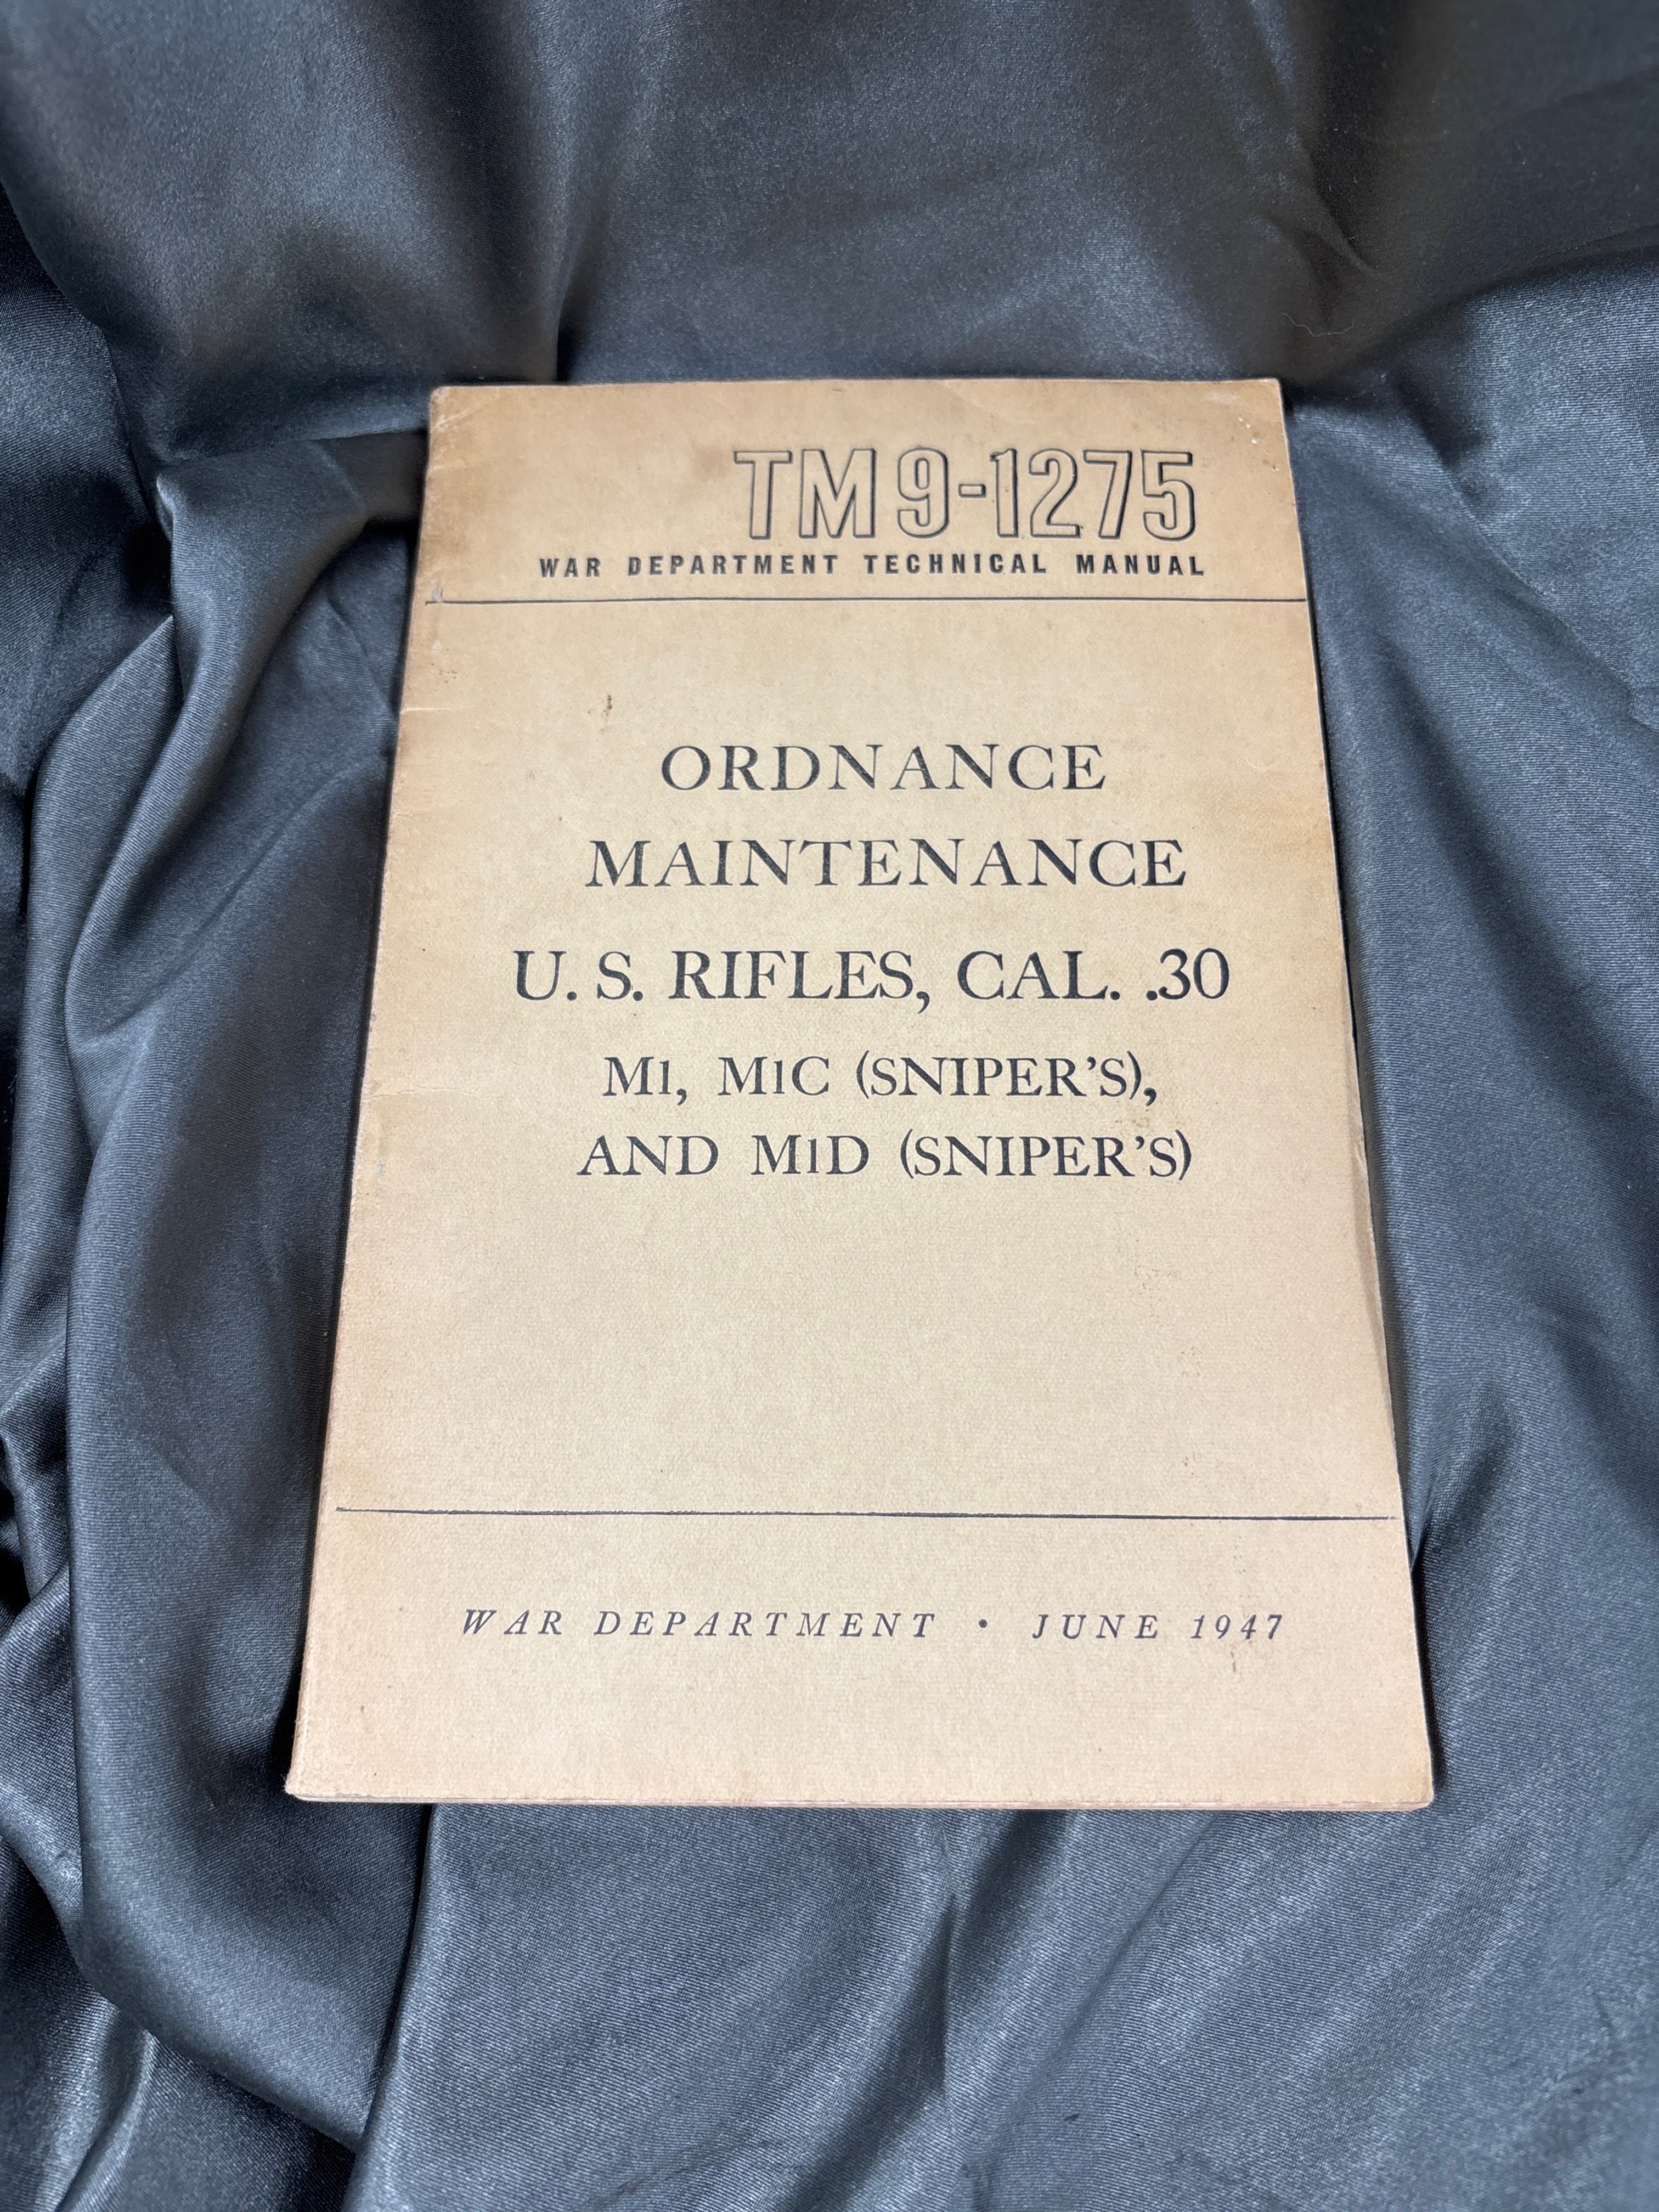 TM 9-1275
WAR DEPARTMENT TECHNICAL MANUAL
ORDNANCE
MAINTENANCE
U. S. RIFLES, CAL. .30
M1, M1C (SNIPER'S),
AND M1D (SNIPER'S)
WAR DEPARTMENT • JUNE 1947